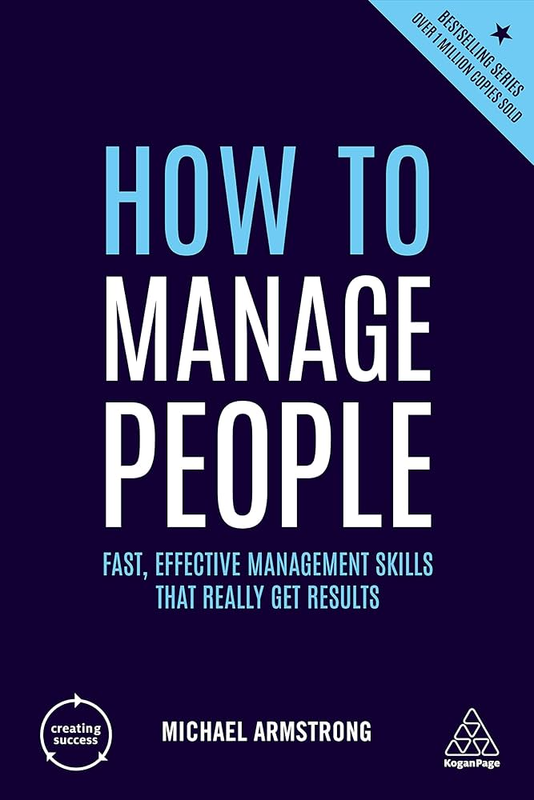 BESTSELLING SERIES
OVER 1 MILLION COPIES SOLD
HOW TO
MANAGE
PEOPLE
FAST, EFFECTIVE MANAGEMENT SKILLS
THAT REALLY GET RESULTS
creating
success
MICHAEL ARMSTRONG
KoganPage